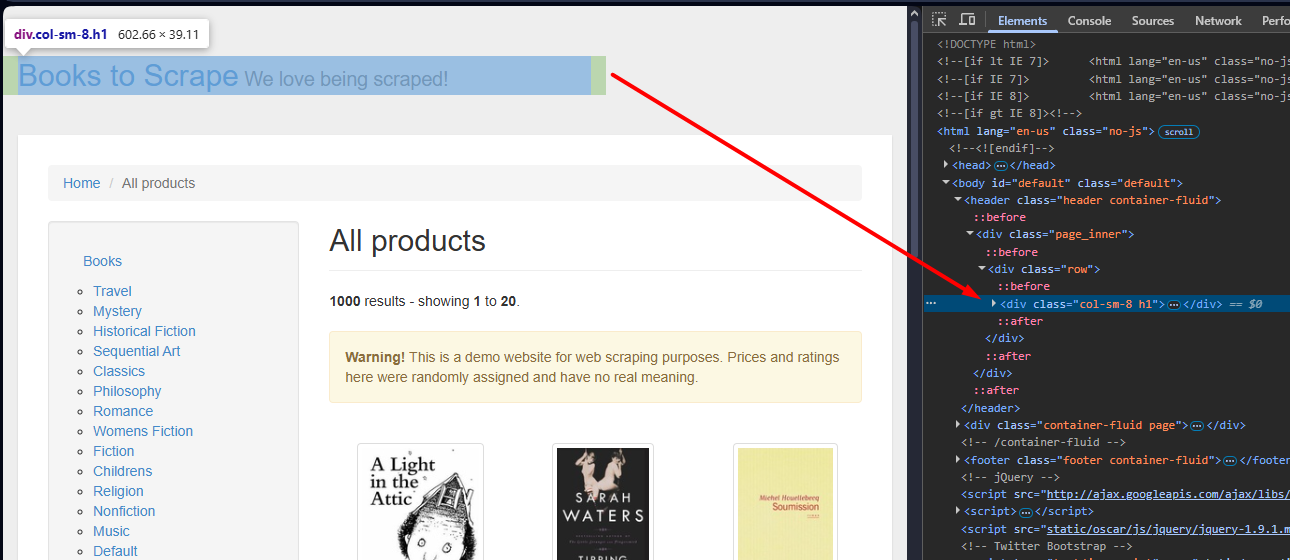 div.col-sm-8.h1 602.66 × 39.11
Books to Scrape We love being scraped!
Home / All products
Books
Travel
Mystery
Historical Fiction
Sequential Art
Classics
Philosophy
Romance
Womens Fiction
Fiction
Childrens
Religion
Nonfiction
Music
Default
All products
1000 results - showing 1 to 20.
Warning! This is a demo website for web scraping purposes. Prices and ratings
here were randomly assigned and have no real meaning.
A Light
in the
Attic
SARAH
WATERS
TIPPING
Michel Houellebecq
Soumission
Elements Console Sources Network Perfo
<!DOCTYPE html>
<!--[if lt IE 7]> <html lang="en-us" class="no-js
<!--[if IE 7]> <html lang="en-us" class="no-js
<!--[if IE 8]> <html lang="en-us" class="no-js
<!--[if gt IE 8]><!-->
<html lang="en-us" class="no-js"> scroll
<!--<![endif]-->
<head>…</head>
<body id="default" class="default">
<header class="header container-fluid">
::before
<div class="page_inner">
::before
<div class="row">
::before
… <div class="col-sm-8 h1">…</div> == $0
::after
</div>
::after
</div>
::after
</header>
<div class="container-fluid page">…</div>
<!-- /container-fluid -->
<footer class="footer container-fluid">…</footer
<!-- jQuery -->
<script src="http://ajax.googleapis.com/ajax/libs/
<script>…</script>
<script src="static/oscar/js/jquery/jquery-1.9.1.m
<!-- Twitter Bootstrap -->